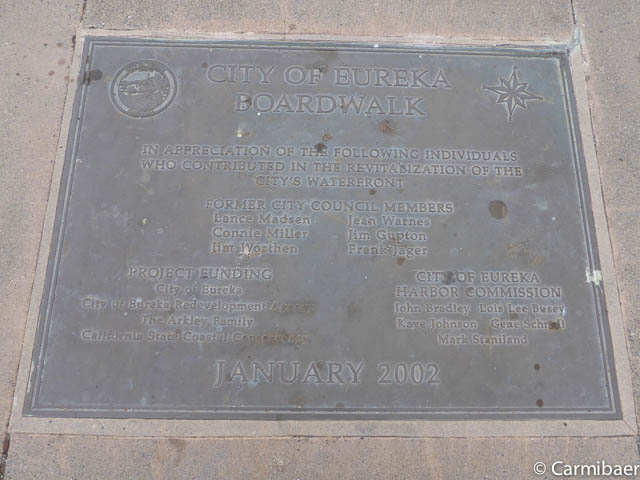 CITY OF EUREKA
BOARDWALK
IN APPRECIATION OF THE FOLLOWING INDIVIDUALS
WHO CONTRIBUTED IN THE REVITANIZATION OF THE
CITY'S WATERFRONT
FORMER CITY COUNCIL MEMBERS
Lance Madsen Jean Warnes
Connie Miller Jim Gupton
Jim Worthen Frank Jager
PROJECT FUNDING
City of Eureka
City of Eureka Redevelopment Agency
The Arkley Family
California State Coastal Conservancy
CITY OF EUREKA
HARBOR COMMISSION
John Bradley Lois Lee Busey
Kaye Johnson Gene Schnell
Mark Staniland
JANUARY 2002
© Carmibaer